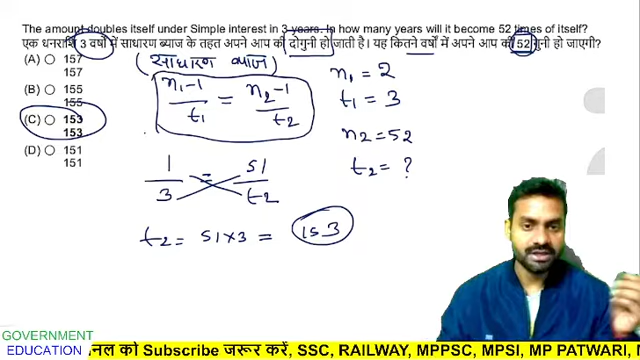 The amount doubles itself under Simple interest in 3 years. In how many years will it become 52 times of itself?
एक धनराशि 3 वर्षो में साधारण ब्याज के तहत अपने आप की दोगुनी हो जाती है। यह कितने वर्षो में अपने आप की 52 गुनी हो जाएगी?
(A) 157
157
(B) 155
155
(C) 153
153
(D) 151
151
(साधारण ब्याज)
n₁-1/t₁ = n₂-1/t₂
n₁ = 2
t₁ = 3
n₂ = 52
t₂ = ?
1/3 = 51/t₂
t₂ = 51×3 = 153
GOVERNMENT
EDUCATION
नल को Subscribe जरूर करें, SSC, RAILWAY, MPPSC, MPSI, MP PATWARI, M